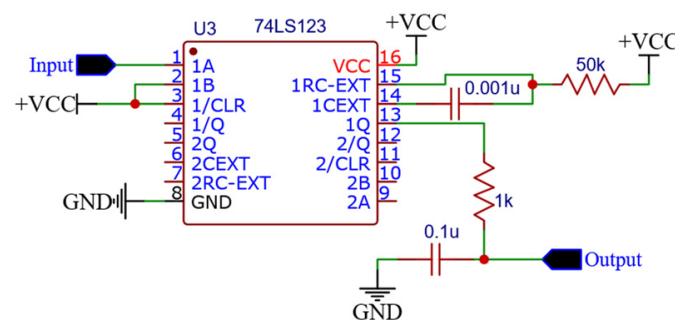 U3 74LS123
+VCC
+VCC
Input
1 1A VCC 16
2 1B 1RC-EXT 15
50k
0.001u
+VCC
3 1/CLR 1CEXT 14
4 1/Q 1Q 13
5 2Q 2/Q 12
6 2CEXT 2/CLR 11
7 2RC-EXT 2B 10
GND
8 GND 2A 9
1k
0.1u
Output
GND